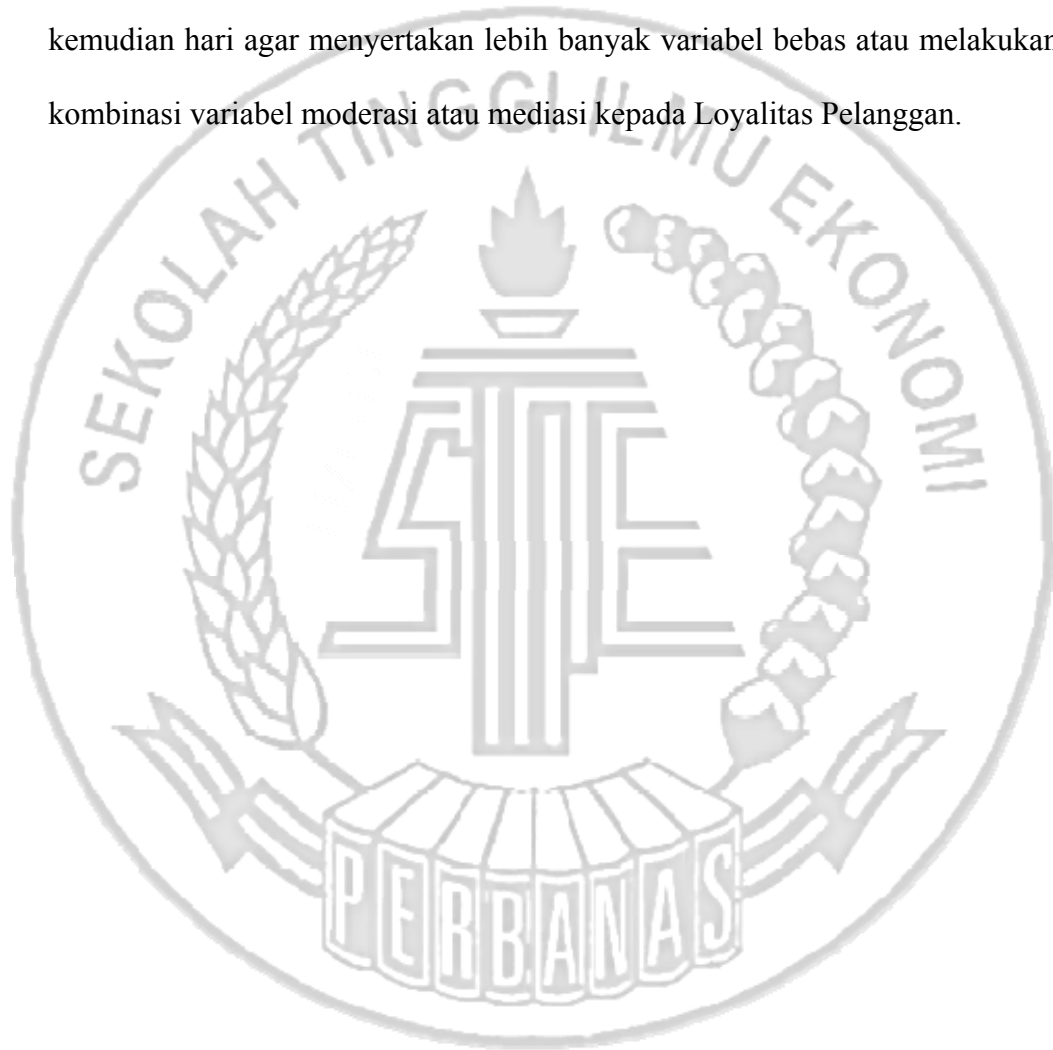 kemudian hari agar menyertakan lebih banyak variabel bebas atau melakukan
kombinasi variabel moderasi atau mediasi kepada Loyalitas Pelanggan.
SEKOLAH TINGGI ILMU EKONOMI
STIE
PERBANAS